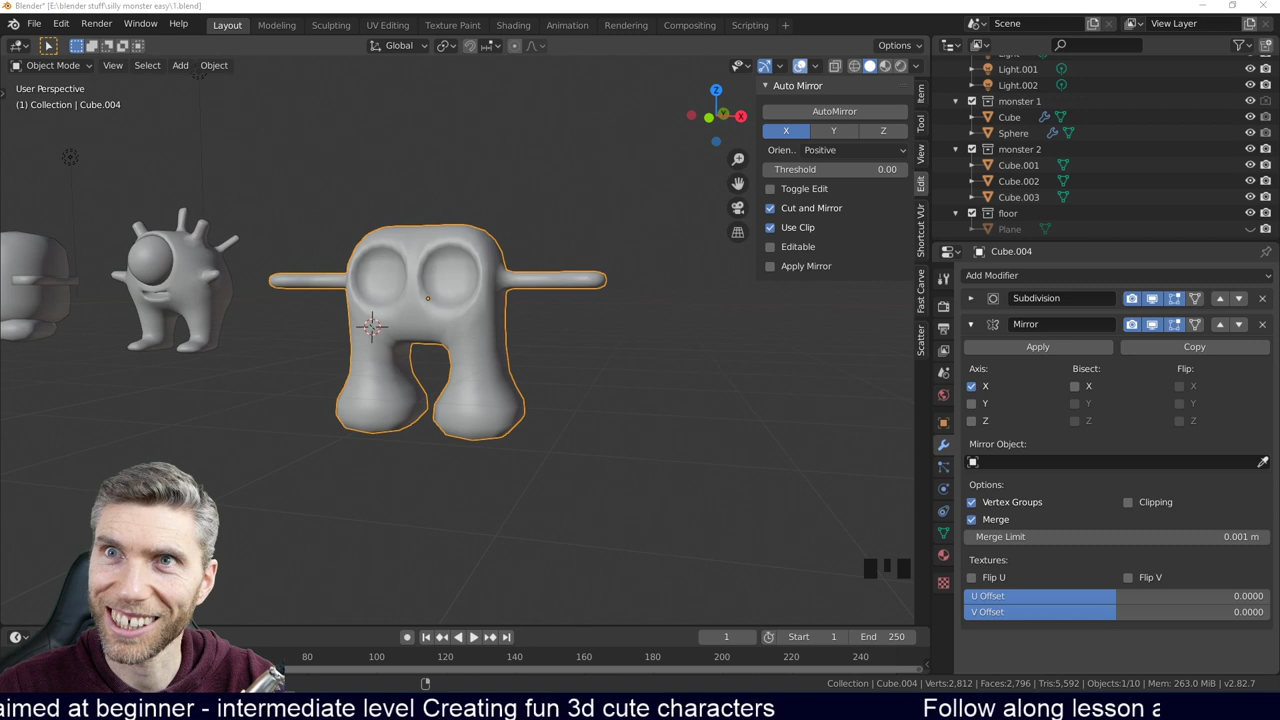 Blender* [E:\blender stuff\silly monster easy\1.blend]
File Edit Render Window Help
Layout Modeling Sculpting UV Editing Texture Paint Shading Animation Rendering Compositing Scripting +
Scene
View Layer
Global
Options
Object Mode View Select Add Object
User Perspective
(1) Collection | Cube.004
Z
Y
X
Auto Mirror
AutoMirror
X Y Z
Orien.. Positive
Threshold 0.00
Toggle Edit
Cut and Mirror
Use Clip
Editable
Apply Mirror
Item
Tool
View
Edit
Shortcut VUr
Fast Carve
Scatter
Light.001
Light.002
monster 1
Cube
Sphere
monster 2
Cube.001
Cube.002
Cube.003
floor
Plane
Cube.004
Add Modifier
Subdivision
Mirror
Apply Copy
Axis: Bisect: Flip:
X X X
Y Y Y
Z Z Z
Mirror Object:
Options:
Vertex Groups Clipping
Merge
Merge Limit 0.001 m
Textures:
Flip U Flip V
U Offset 0.0000
V Offset 0.0000
1 Start 1 End 250
80 100 120 140 160 180 200 220 240
Collection | Cube.004 | Verts:2,812 | Faces:2,796 | Tris:5,592 | Objects:1/10 | Mem: 263.0 MiB | v2.82.7
aimed at beginner - intermediate level Creating fun 3d cute characters Follow along lesson a